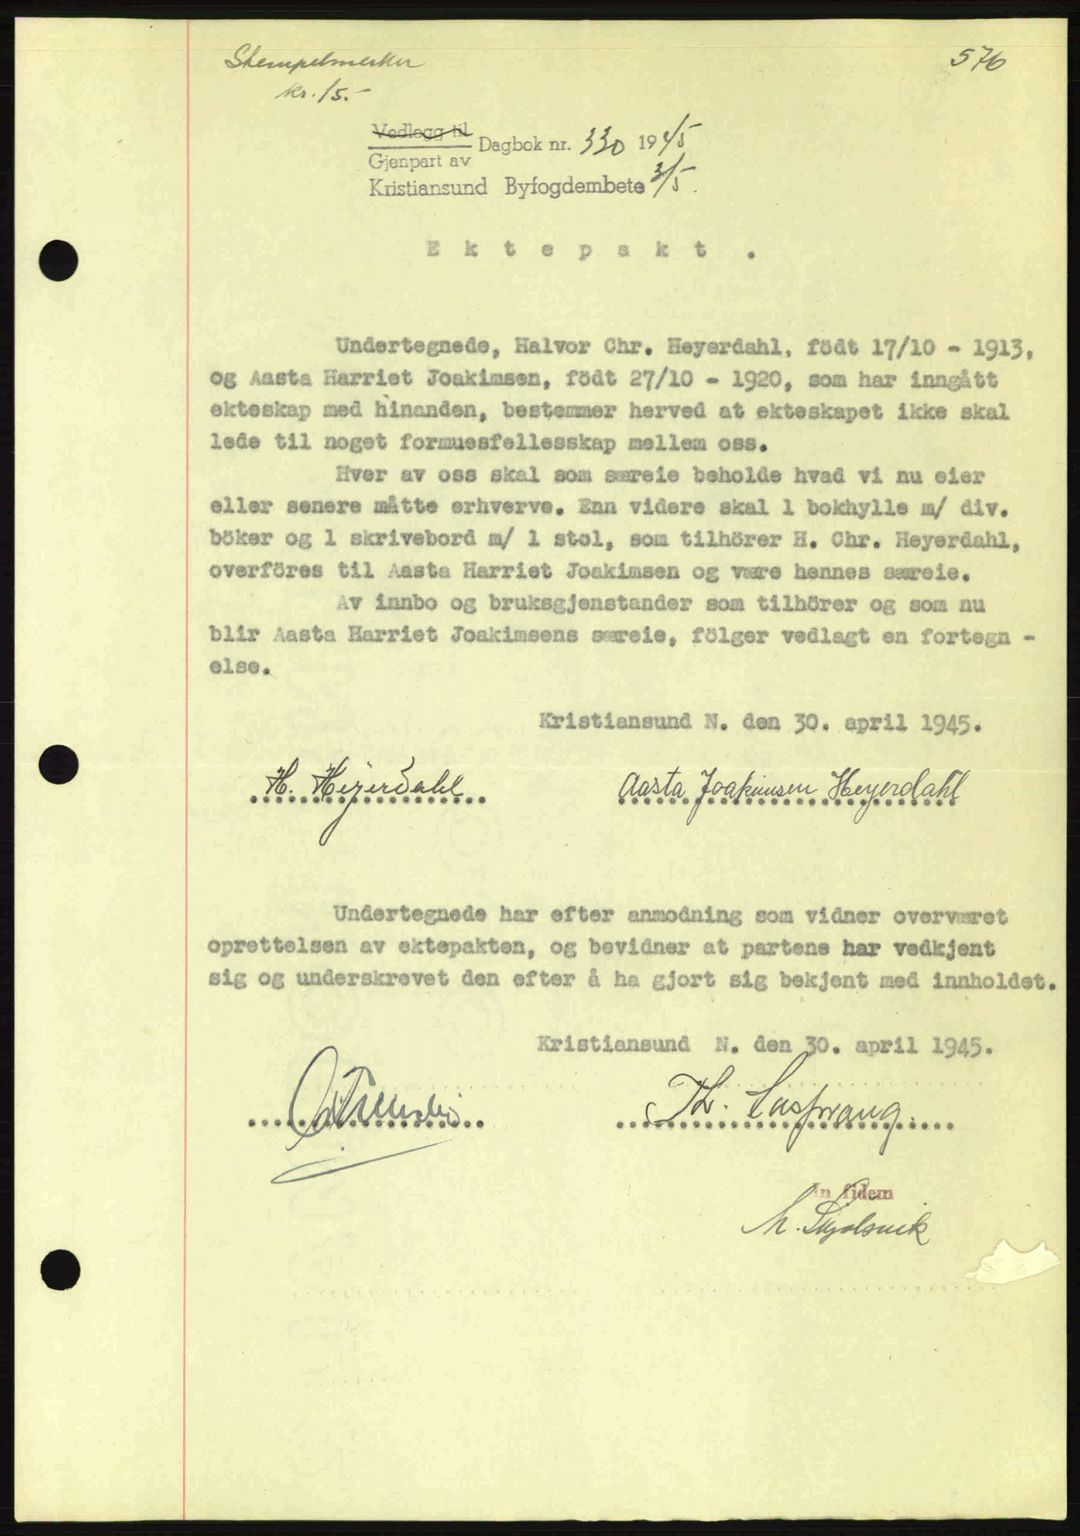 Stempelmerker
576
kr. 15.-
Vedlegg til
Gjenpart av
Dagbok nr. 330 1945
Kristiansund Byfogdembete 3/5.
Ektepakt.
Undertegnede, Halvor Chr. Heyerdahl, födt 17/10 - 1913,
og Aasta Harriet Joakimsen, födt 27/10 - 1920, som har inngått
ekteskap med hinanden, bestemmer herved at ekteskapet ikke skal
lede til noget formuesfellesskap mellem oss.
Hver av oss skal som særeie beholde hvad vi nu eier
eller senere måtte erhverve. Enn videre skal 1 bokhylle m/ div.
böker og 1 skrivebord m/ 1 stol, som tilhörer H. Chr. Heyerdahl,
overföres til Aasta Harriet Joakimsen og være hennes særeie.
Av innbo og bruksgjenstander som tilhörer og som nu
blir Aasta Harriet Joakimsens særeie, fölger vedlagt en fortegn -
else.
Kristiansund N. den 30. april 1945.
H. Heyerdahl
Aasta Joakimsen Heyerdahl
Undertegnede har efter anmodning som vidner overværet
oprettelsen av ektepakten, og bevidner at partene har vedkjent
sig og underskrevet den efter å ha gjort sig bekjent med innholdet.
Kristiansund N. den 30. april 1945.
Th.
In fidem
M.